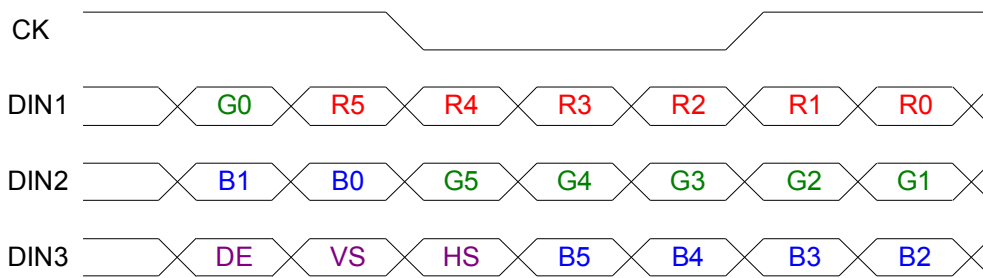 CK
DIN1 G0 R5 R4 R3 R2 R1 R0
DIN2 B1 B0 G5 G4 G3 G2 G1
DIN3 DE VS HS B5 B4 B3 B2